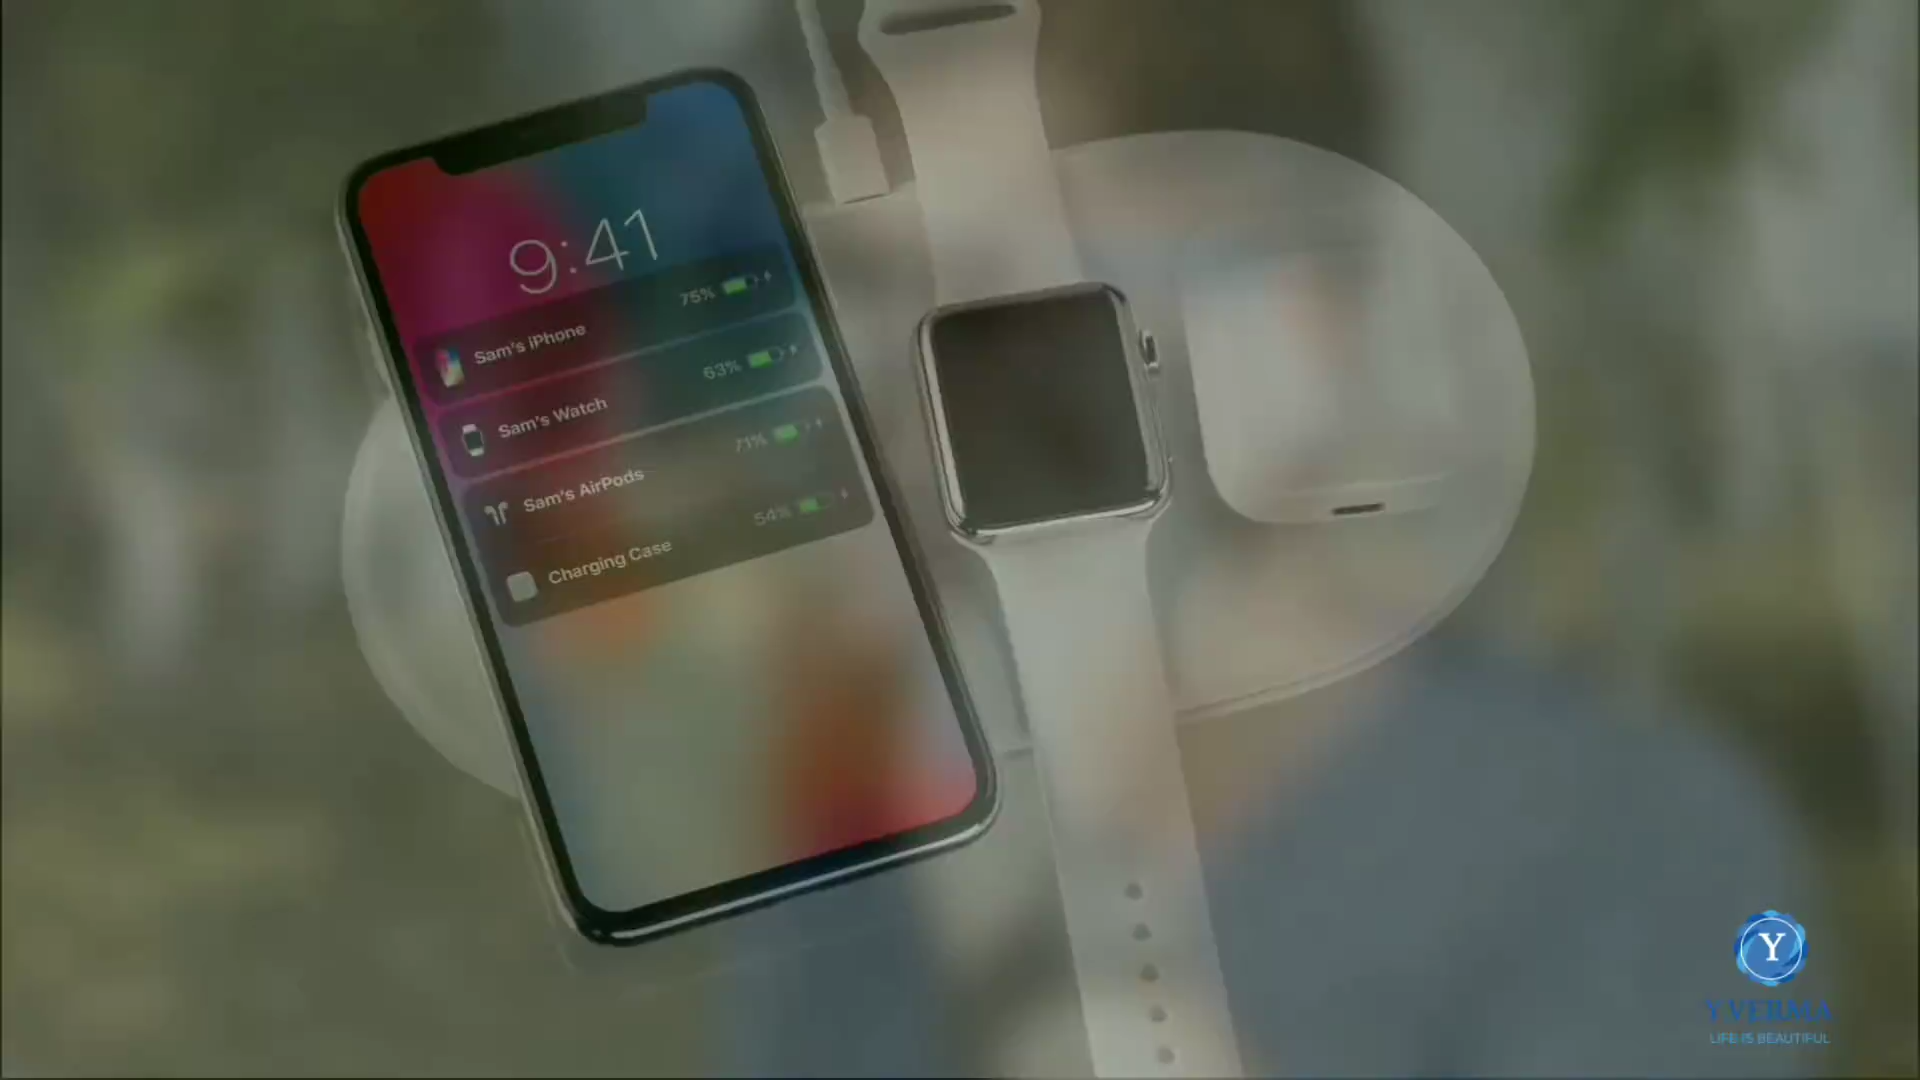 9:41
75%
Sam's iPhone
63%
Sam's Watch
71%
Sam's AirPods
54%
Charging Case
Y
Y.VERMA
LIFE IS BEAUTIFUL